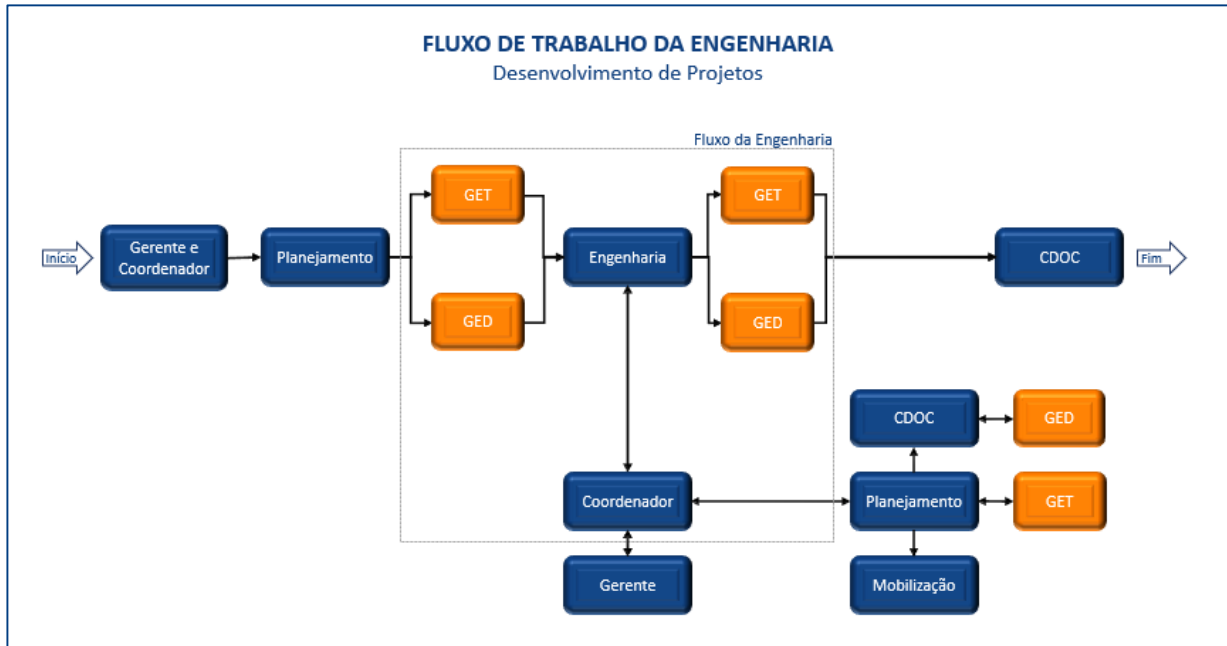 FLUXO DE TRABALHO DA ENGENHARIA
Desenvolvimento de Projetos
Fluxo da Engenharia
Início
Gerente e
Coordenador
Planejamento
GET
GED
Engenharia
GET
GED
CDOC
Fim
CDOC
GED
Coordenador
Planejamento
GET
Gerente
Mobilização